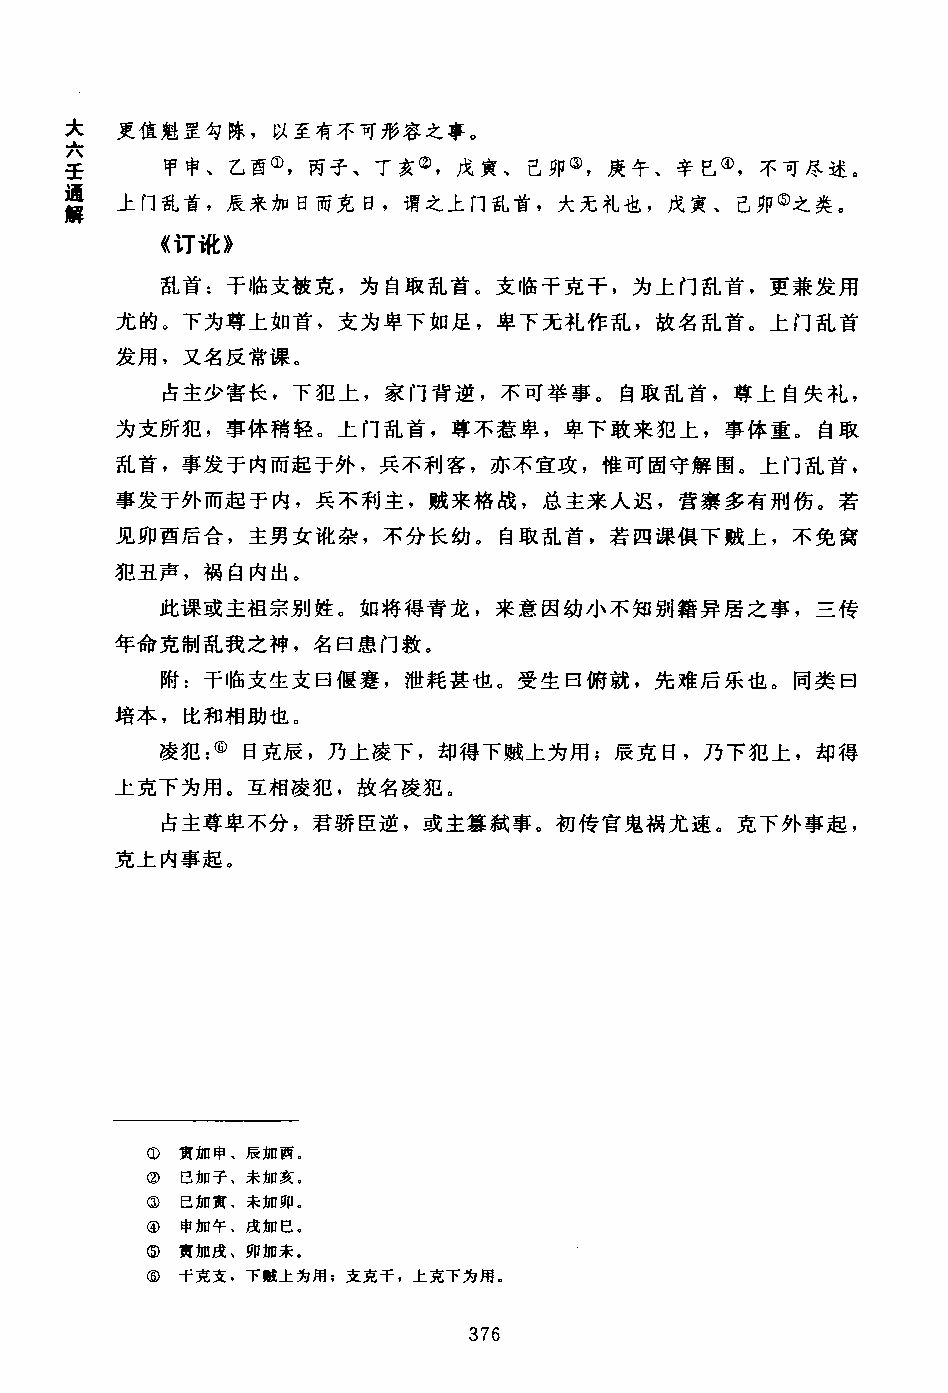 大六壬通解
更值魁罡勾陈，以至有不可形容之事。
甲申、乙酉①，丙子、丁亥②，戊寅、己卯③，庚午、辛巳④，不可尽述。
上门乱首，辰来加日而克日，谓之上门乱首，大无礼也，戊寅、己卯⑤之类。
《订讹》
乱首：干临支被克，为自取乱首。支临干克干，为上门乱首，更兼发用
尤的。下为尊上如首，支为卑下如足，卑下无礼作乱，故名乱首。上门乱首
发用，又名反常课。
占主少害长，下犯上，家门背逆，不可举事。自取乱首，尊上自失礼，
为支所犯，事体稍轻。上门乱首，尊不惹卑，卑下敢来犯上，事体重。自取
乱首，事发于内而起于外，兵不利客，亦不宜攻，惟可固守解围。上门乱首，
事发于外而起于内，兵不利主，贼来格战，总主来人迟，营寨多有刑伤。若
见卯酉后合，主男女讹杂，不分长幼。自取乱首，若四课俱下贼上，不免窝
犯丑声，祸自内出。
此课或主祖宗别姓。如将得青龙，来意因幼小不知别籍异居之事，三传
年命克制乱我之神，名曰患门救。
附：干临支生支曰偃蹇，泄耗甚也。受生曰俯就，先难后乐也。同类曰
培本，比和相助也。
凌犯：⑥ 日克辰，乃上凌下，却得下贼上为用；辰克日，乃下犯上，却得
上克下为用。互相凌犯，故名凌犯。
占主尊卑不分，君骄臣逆，或主篡弑事。初传官鬼祸尤速。克下外事起，
克上内事起。
① 寅加申、辰加酉。
② 巳加子、未加亥。
③ 巳加寅、未加卯。
④ 申加午、戌加巳。
⑤ 寅加戌、卯加未。
⑥ 干克支，下贼上为用；支克干，上克下为用。
376